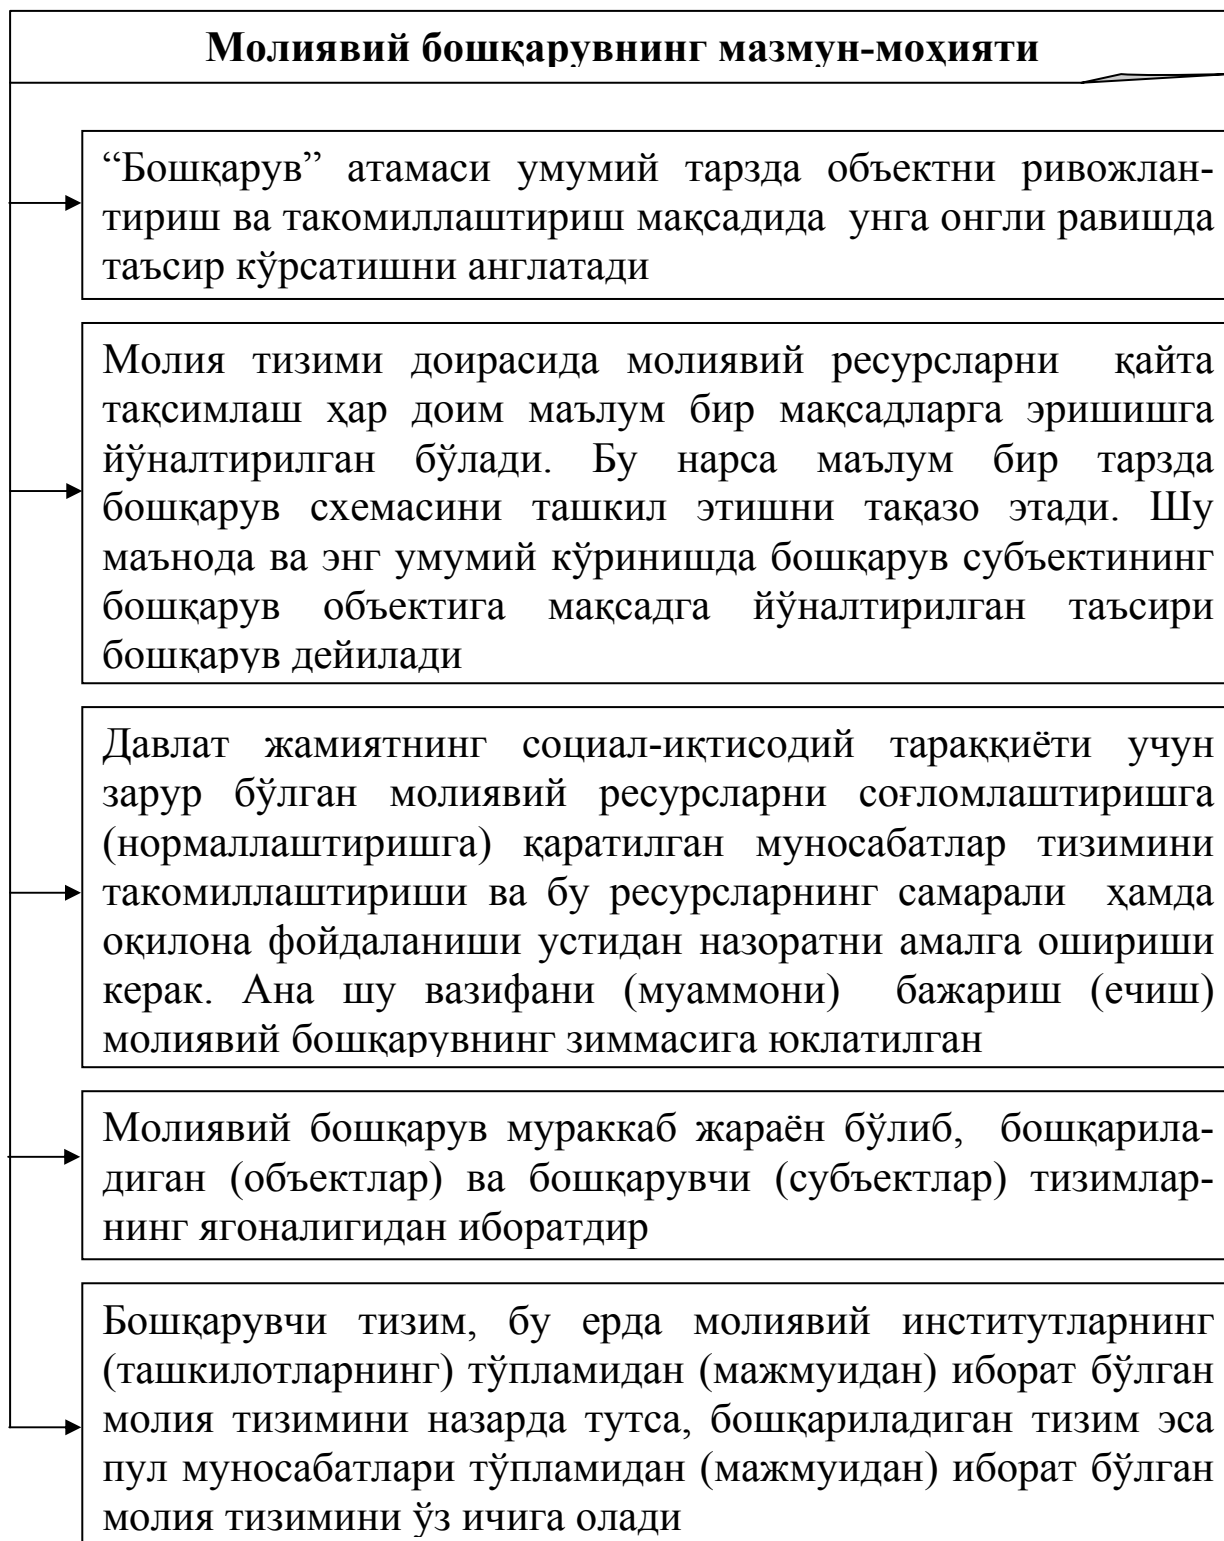 Молиявий бошқарувнинг мазмун-моҳияти
“Бошқарув” атамаси умумий тарзда объектни ривожлан-
тириш ва такомиллаштириш мақсадида унга онгли равишда
таъсир кўрсатишни англатади
Молия тизими доирасида молиявий ресурсларни қайта
тақсимлаш ҳар доим маълум бир мақсадларга эришишга
йўналтирилган бўлади. Бу нарса маълум бир тарзда
бошқарув схемасини ташкил этишни тақазо этади. Шу
маънода ва энг умумий кўринишда бошқарув субъектининг
бошқарув объектига мақсадга йўналтирилган таъсири
бошқарув дейилади
Давлат жамиятнинг социал-иқтисодий тараққиёти учун
зарур бўлган молиявий ресурсларни соғломлаштиришга
(нормаллаштиришга) қаратилган муносабатлар тизимини
такомиллаштириши ва бу ресурсларнинг самарали ҳамда
оқилона фойдаланиши устидан назоратни амалга ошириши
керак. Ана шу вазифани (муаммони) бажариш (ечиш)
молиявий бошқарувнинг зиммасига юклатилган
Молиявий бошқарув мураккаб жараён бўлиб, бошқарила-
диган (объектлар) ва бошқарувчи (субъектлар) тизимлар-
нинг ягоналигидан иборатдир
Бошқарувчи тизим, бу ерда молиявий институтларнинг
(ташкилотларнинг) тўпламидан (мажмуидан) иборат бўлган
молия тизимини назарда тутса, бошқариладиган тизим эса
пул муносабатлари тўпламидан (мажмуидан) иборат бўлган
молия тизимини ўз ичига олади